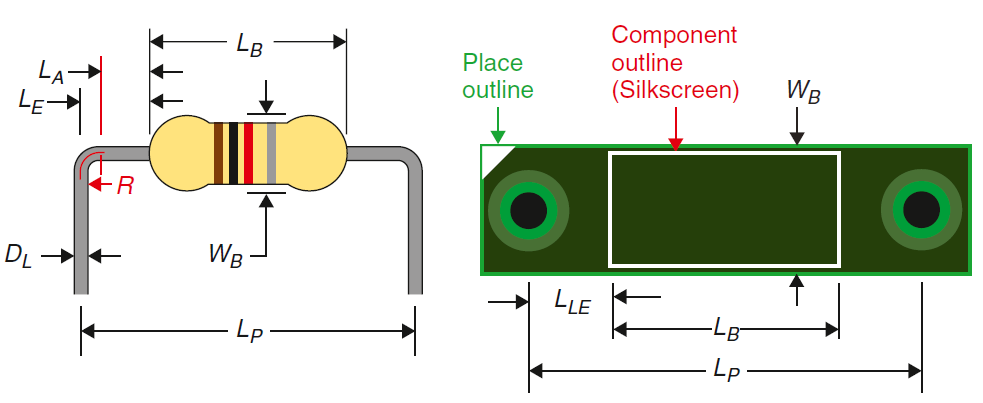 L_B
L_A
L_E
R
D_L
W_B
L_P
Place
outline
Component
outline
(Silkscreen)
W_B
L_LE
L_B
L_P